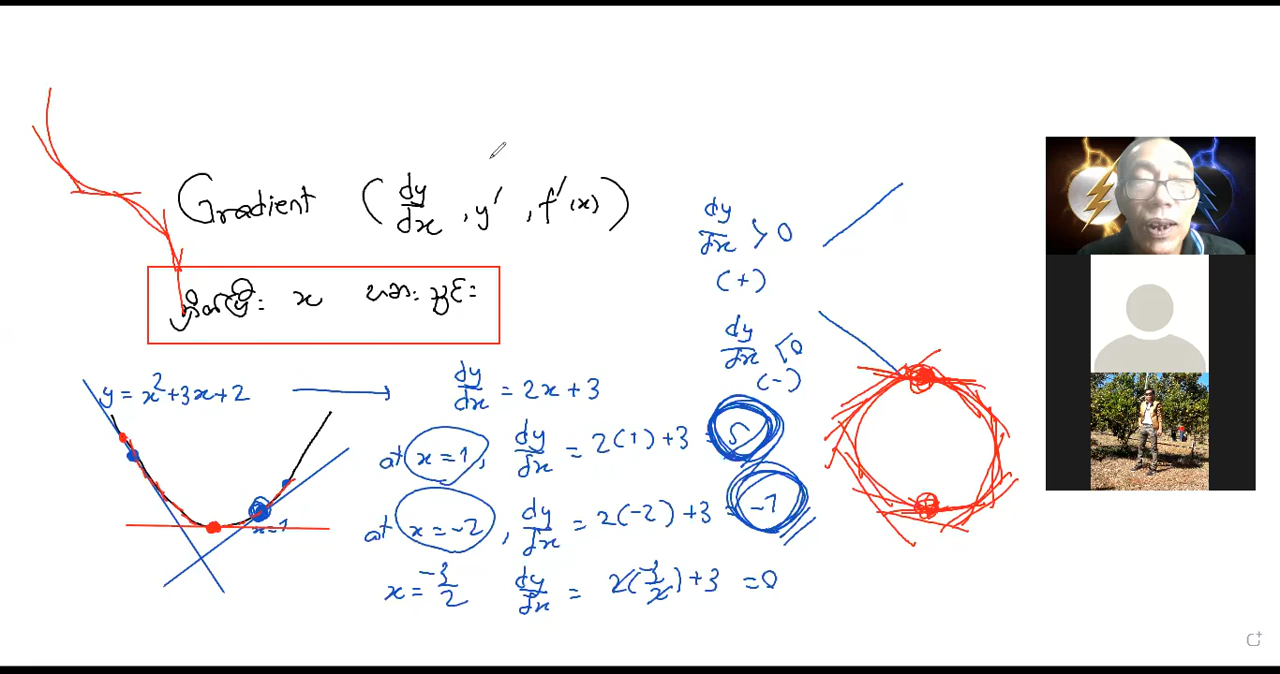 Gradient ( dy/dx , y' , f'(x) )
x
dy/dx > 0
(+)
dy/dx < 0
(-)
y = x²+3x+2 → dy/dx = 2x+3
at x=1, dy/dx = 2(1)+3 = 5
at x=-2, dy/dx = 2(-2)+3 = -1
x = -3/2 dy/dx = 2(-3/2)+3 = 0
x=1